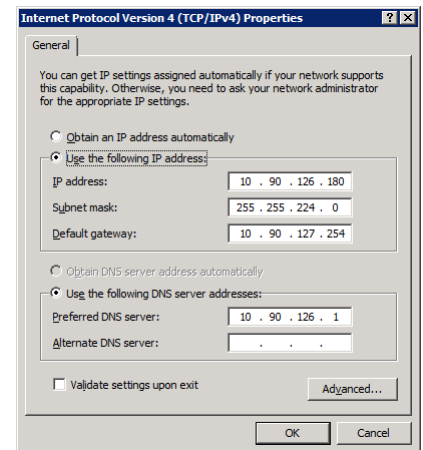 Internet Protocol Version 4 (TCP/IPv4) Properties
General
You can get IP settings assigned automatically if your network supports
this capability. Otherwise, you need to ask your network administrator
for the appropriate IP settings.
Obtain an IP address automatically
Use the following IP address:
IP address: 10 . 90 . 126 . 180
Subnet mask: 255 . 255 . 224 . 0
Default gateway: 10 . 90 . 127 . 254
Obtain DNS server address automatically
Use the following DNS server addresses:
Preferred DNS server: 10 . 90 . 126 . 1
Alternate DNS server: . . .
Validate settings upon exit
Advanced...
OK Cancel